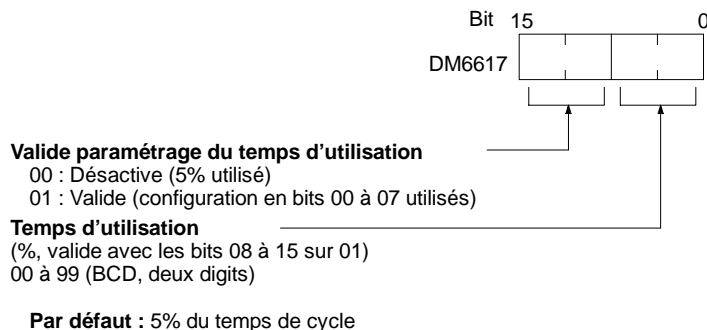 Bit 15 0
DM6617
Valide paramétrage du temps d'utilisation
00 : Désactive (5% utilisé)
01 : Valide (configuration en bits 00 à 07 utilisés)
Temps d'utilisation
(%, valide avec les bits 08 à 15 sur 01)
00 à 99 (BCD, deux digits)
Par défaut : 5% du temps de cycle